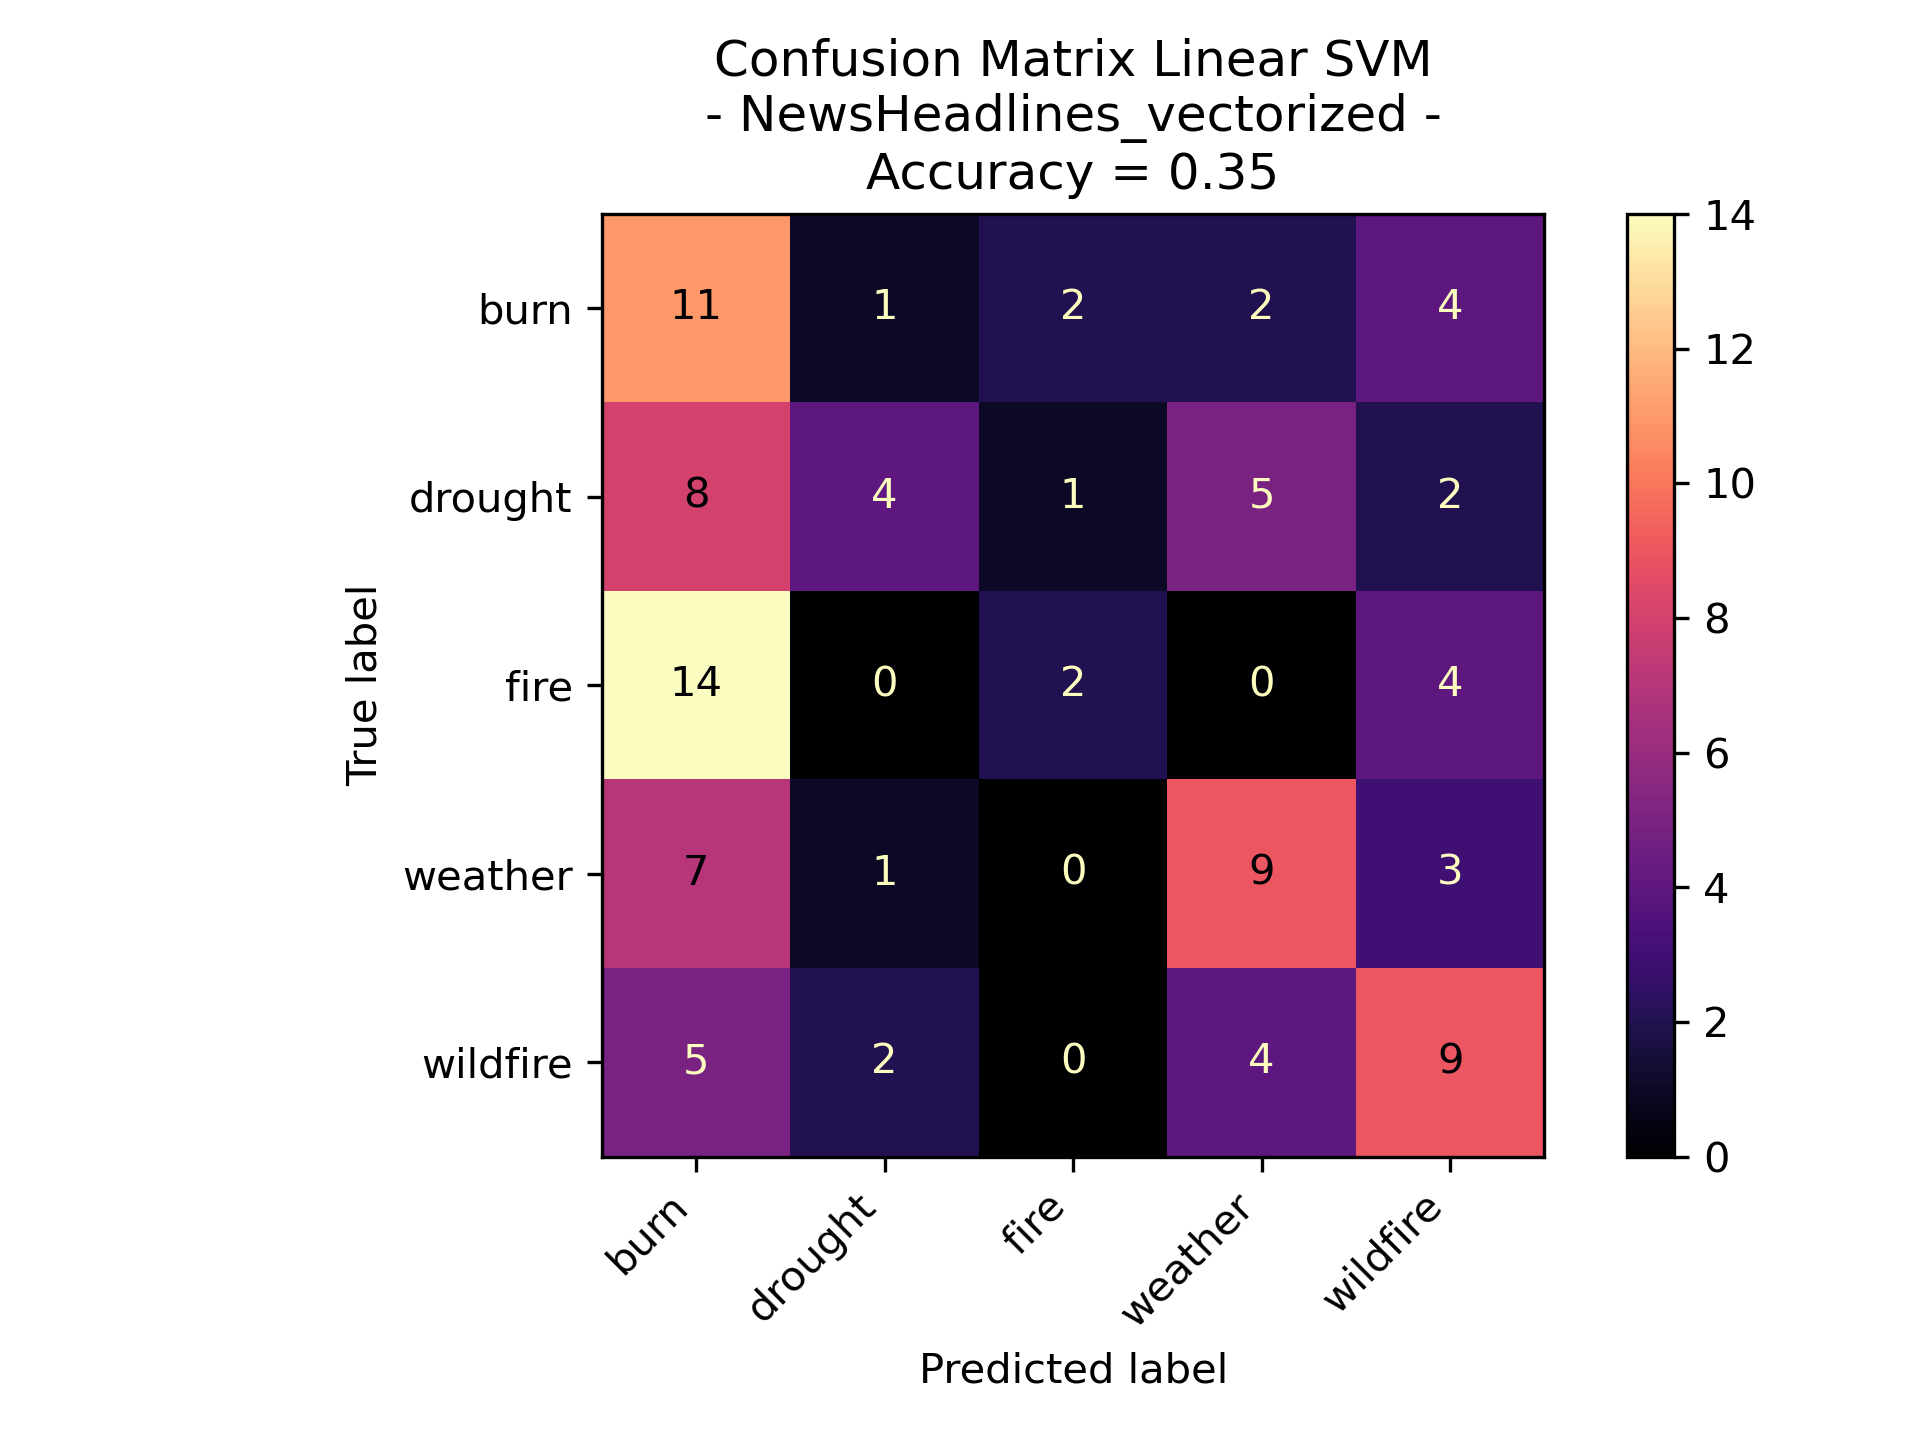 Confusion Matrix Linear SVM
- NewsHeadlines_vectorized -
Accuracy = 0.35
True label
burn 11 1 2 2 4
drought 8 4 1 5 2
fire 14 0 2 0 4
weather 7 1 0 9 3
wildfire 5 2 0 4 9
burn drought fire weather wildfire
Predicted label
14
12
10
8
6
4
2
0